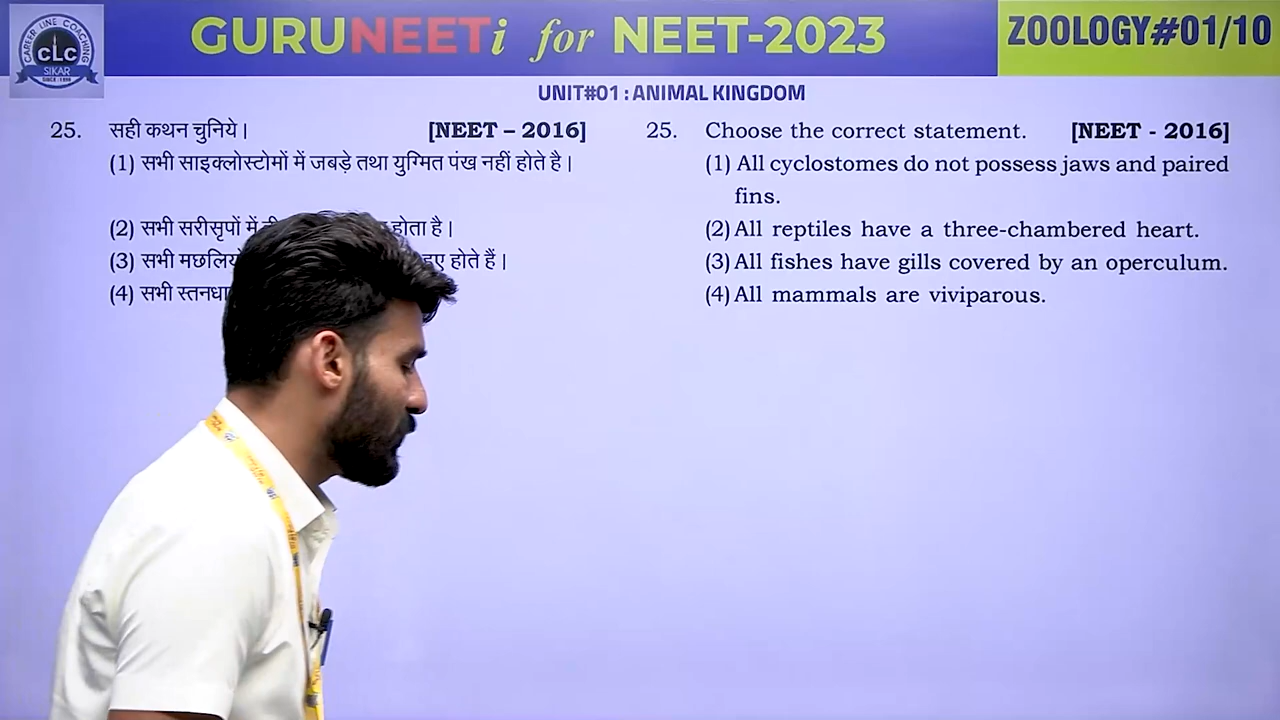 GURUNEETi for NEET-2023
ZOOLOGY#01/10
CAREER LINE COACHING
CLC
SIKAR
SINCE : 1996
UNIT#01 : ANIMAL KINGDOM
25. सही कथन चुनिये। [NEET – 2016]
(1) सभी साइक्लोस्टोमों में जबड़े तथा युग्मित पंख नहीं होते है।
(2) सभी सरीसृपों में होता है।
(3) सभी हुए होते हैं।
(4) सभी
25. Choose the correct statement. [NEET - 2016]
(1) All cyclostomes do not possess jaws and paired
fins.
(2) All reptiles have a three-chambered heart.
(3) All fishes have gills covered by an operculum.
(4) All mammals are viviparous.